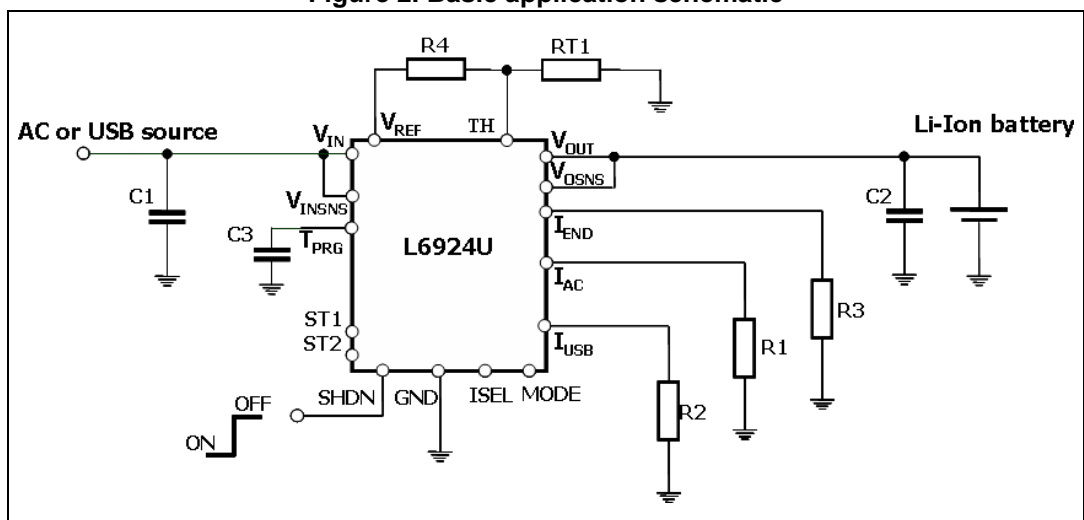 Figure 2. Basic application schematic
R4
RT1
AC or USB source
VIN
VREF
TH
VOUT
Li-Ion battery
VOSNS
C1
VINSNS
C2
IEND
C3
TPRG
L6924U
IAC
ST1
R3
ST2
IUSB
R1
SHDN
GND
ISEL
MODE
OFF
R2
ON